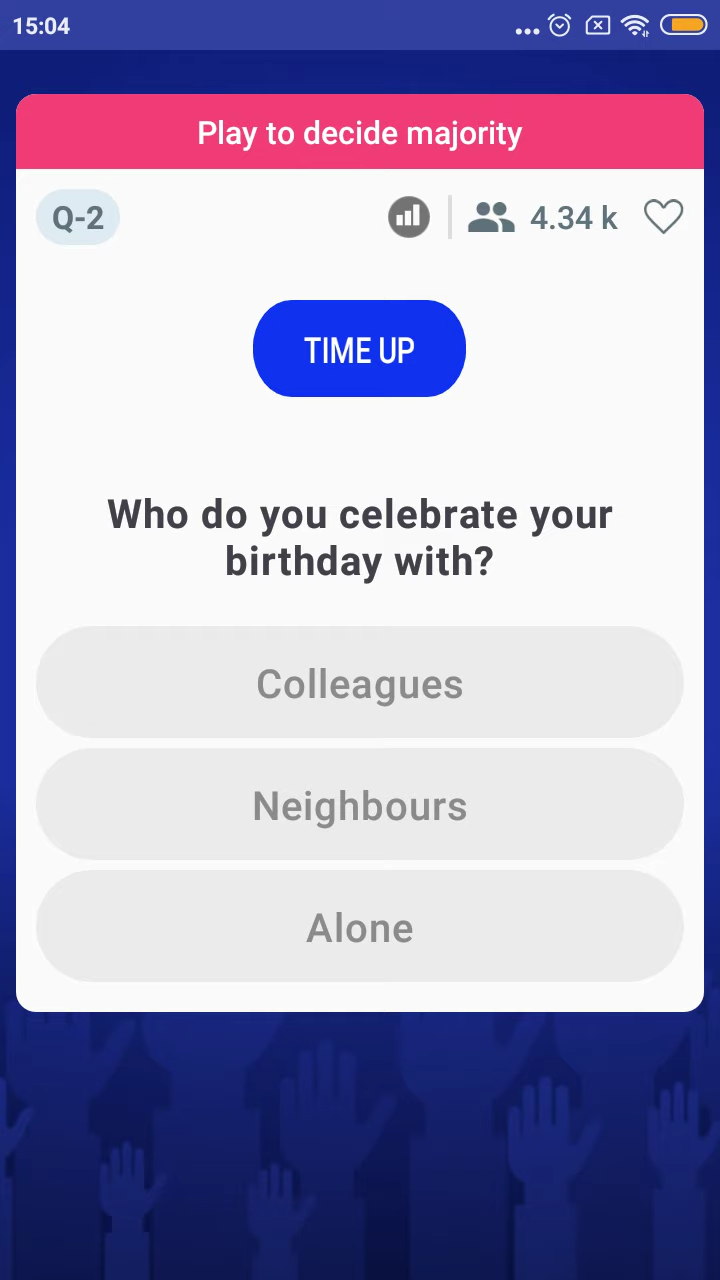 15:04
Play to decide majority
Q-2
4.34 k
TIME UP
Who do you celebrate your
birthday with?
Colleagues
Neighbours
Alone